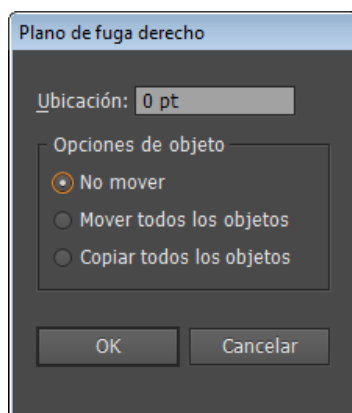 Plano de fuga derecho
Ubicación: 0 pt
Opciones de objeto
No mover
Mover todos los objetos
Copiar todos los objetos
OK Cancelar